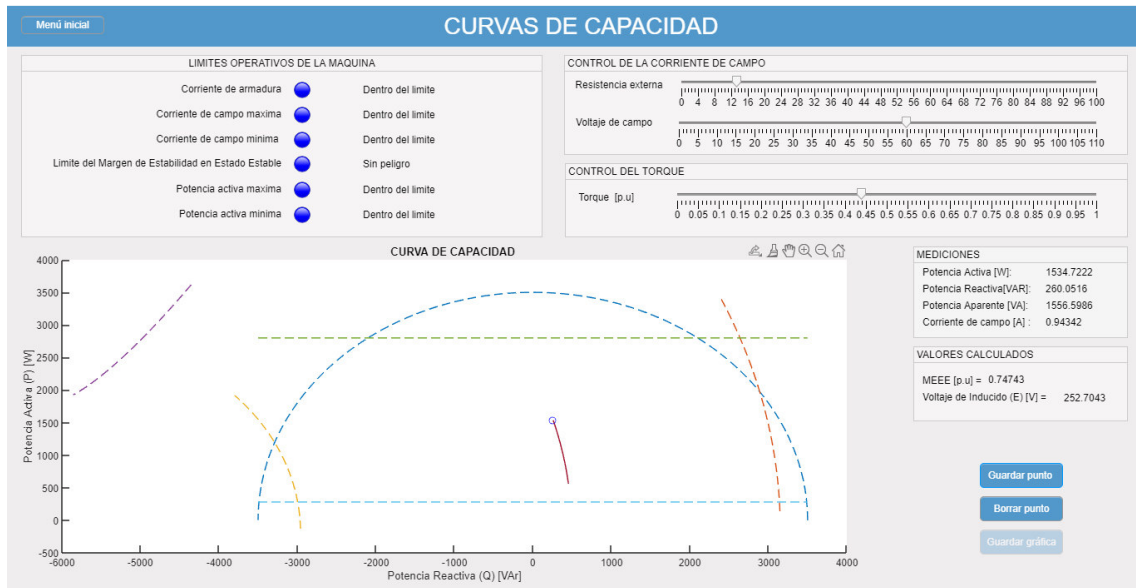 Menú inicial
CURVAS DE CAPACIDAD
LIMITES OPERATIVOS DE LA MAQUINA
Corriente de armadura Dentro del limite
Corriente de campo maxima Dentro del limite
Corriente de campo minima Dentro del limite
Limite del Margen de Estabilidad en Estado Estable Sin peligro
Potencia activa maxima Dentro del limite
Potencia activa minima Dentro del limite
CONTROL DE LA CORRIENTE DE CAMPO
Resistencia externa
0 4 8 12 16 20 24 28 32 36 40 44 48 52 56 60 64 68 72 76 80 84 88 92 96 100
Voltaje de campo
0 5 10 15 20 25 30 35 40 45 50 55 60 65 70 75 80 85 90 95 100 110
CONTROL DEL TORQUE
Torque [p.u]
0 0.05 0.1 0.15 0.2 0.25 0.3 0.35 0.4 0.45 0.5 0.55 0.6 0.65 0.7 0.75 0.8 0.85 0.9 0.95 1
CURVA DE CAPACIDAD
4000
3500
3000
2500
2000
1500
1000
500
0
-500
Potencia Activa (P) [W]
-6000 -5000 -4000 -3000 -2000 -1000 0 1000 2000 3000 4000
Potencia Reactiva (Q) [VAr]
MEDICIONES
Potencia Activa [W]: 1534.7222
Potencia Reactiva[VAR]: 260.0516
Potencia Aparente [VA]: 1556.5986
Corriente de campo [A] : 0.94342
VALORES CALCULADOS
MEEE [p.u] = 0.74743
Voltaje de Inducido (E) [V] = 252.7043
Guardar punto
Borrar punto
Guardar gráfica